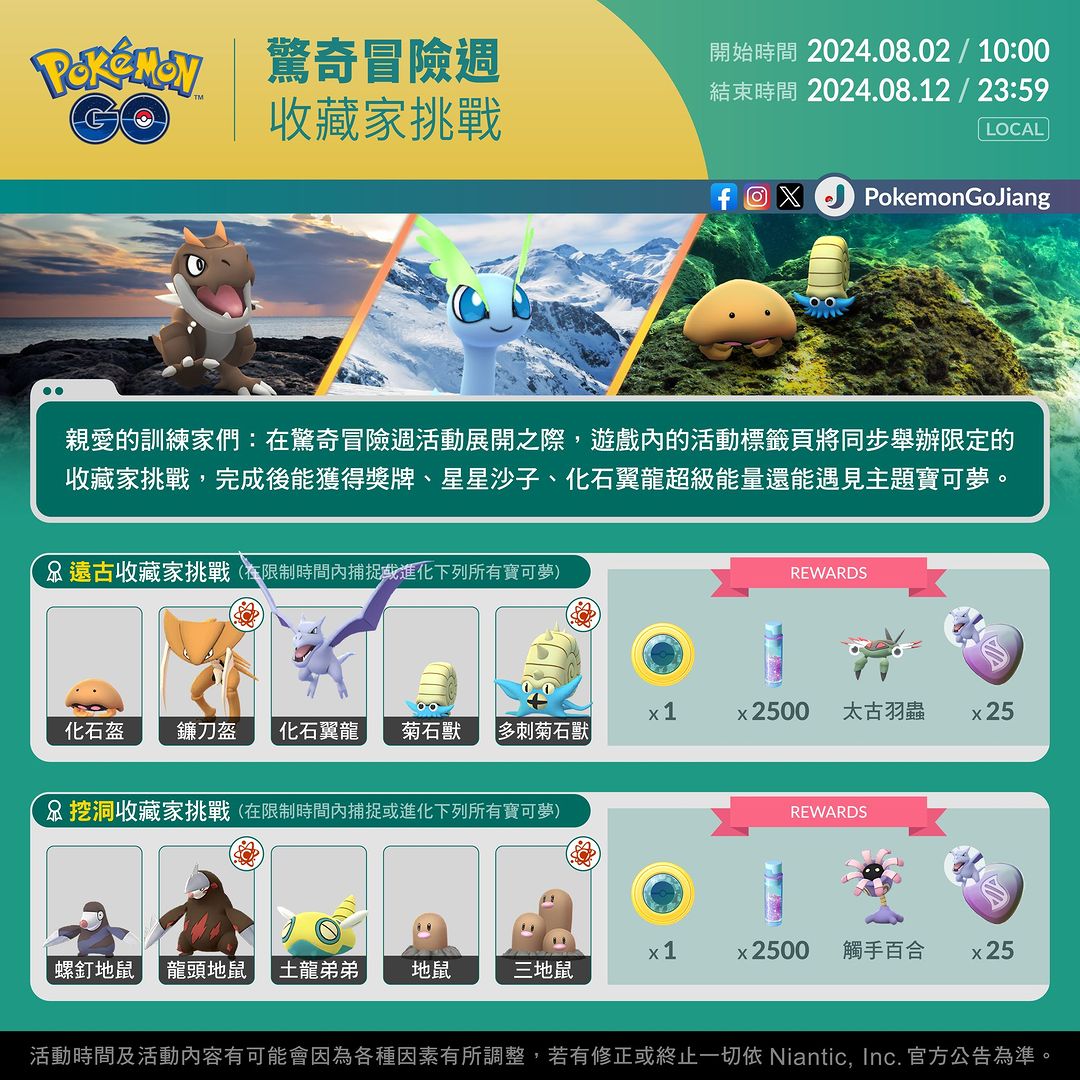 POKÉMON
GO
TM
驚奇冒險週
收藏家挑戰
開始時間 2024.08.02 / 10:00
結束時間 2024.08.12 / 23:59
LOCAL
PokemonGoJiang
親愛的訓練家們：在驚奇冒險週活動展開之際，遊戲內的活動標籤頁將同步舉辦限定的
收藏家挑戰，完成後能獲得獎牌、星星沙子、化石翼龍超級能量還能遇見主題寶可夢。
遠古收藏家挑戰 (在限制時間內捕捉或進化下列所有寶可夢)
REWARDS
化石盔 鐮刀盔 化石翼龍 菊石獸 多刺菊石獸
x 1 x 2500 太古羽蟲 x 25
挖洞收藏家挑戰 (在限制時間內捕捉或進化下列所有寶可夢)
REWARDS
螺釘地鼠 龍頭地鼠 土龍弟弟 地鼠 三地鼠
x 1 x 2500 觸手百合 x 25
活動時間及活動內容有可能會因為各種因素有所調整，若有修正或終止一切依 Niantic, Inc. 官方公告為準。